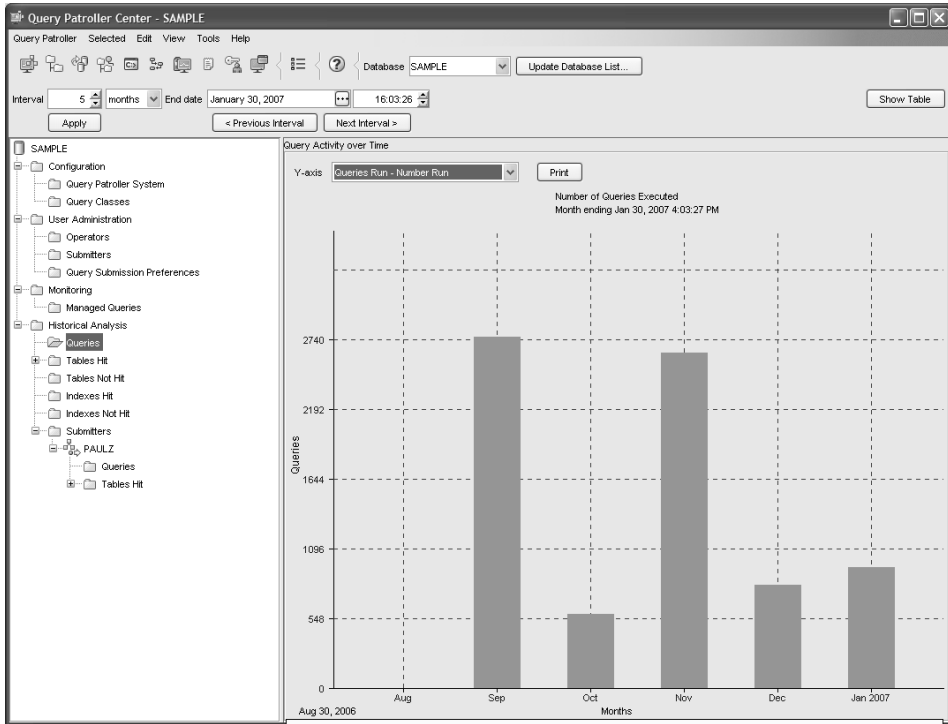 Query Patroller Center - SAMPLE
Query Patroller Selected Edit View Tools Help
Database SAMPLE Update Database List...
Interval 5 months End date January 30, 2007 ... 16:03:26 Show Table
Apply < Previous Interval Next Interval >
SAMPLE
Configuration
Query Patroller System
Query Classes
User Administration
Operators
Submitters
Query Submission Preferences
Monitoring
Managed Queries
Historical Analysis
Queries
Tables Hit
Tables Not Hit
Indexes Hit
Indexes Not Hit
Submitters
PAULZ
Queries
Tables Hit
Query Activity over Time
Y-axis Queries Run - Number Run Print
Number of Queries Executed
Month ending Jan 30, 2007 4:03:27 PM
2740
2192
Queries
1644
1096
548
0
Aug Sep Oct Nov Dec Jan 2007
Aug 30, 2006 Months